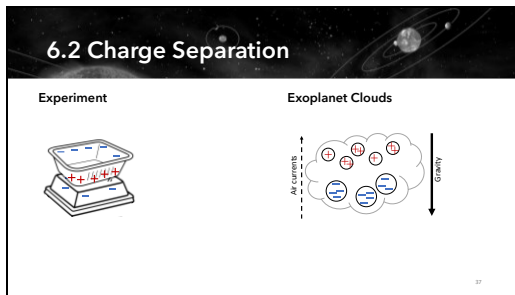 6.2 Charge Separation
Experiment
Exoplanet Clouds
Air currents
Gravity
37